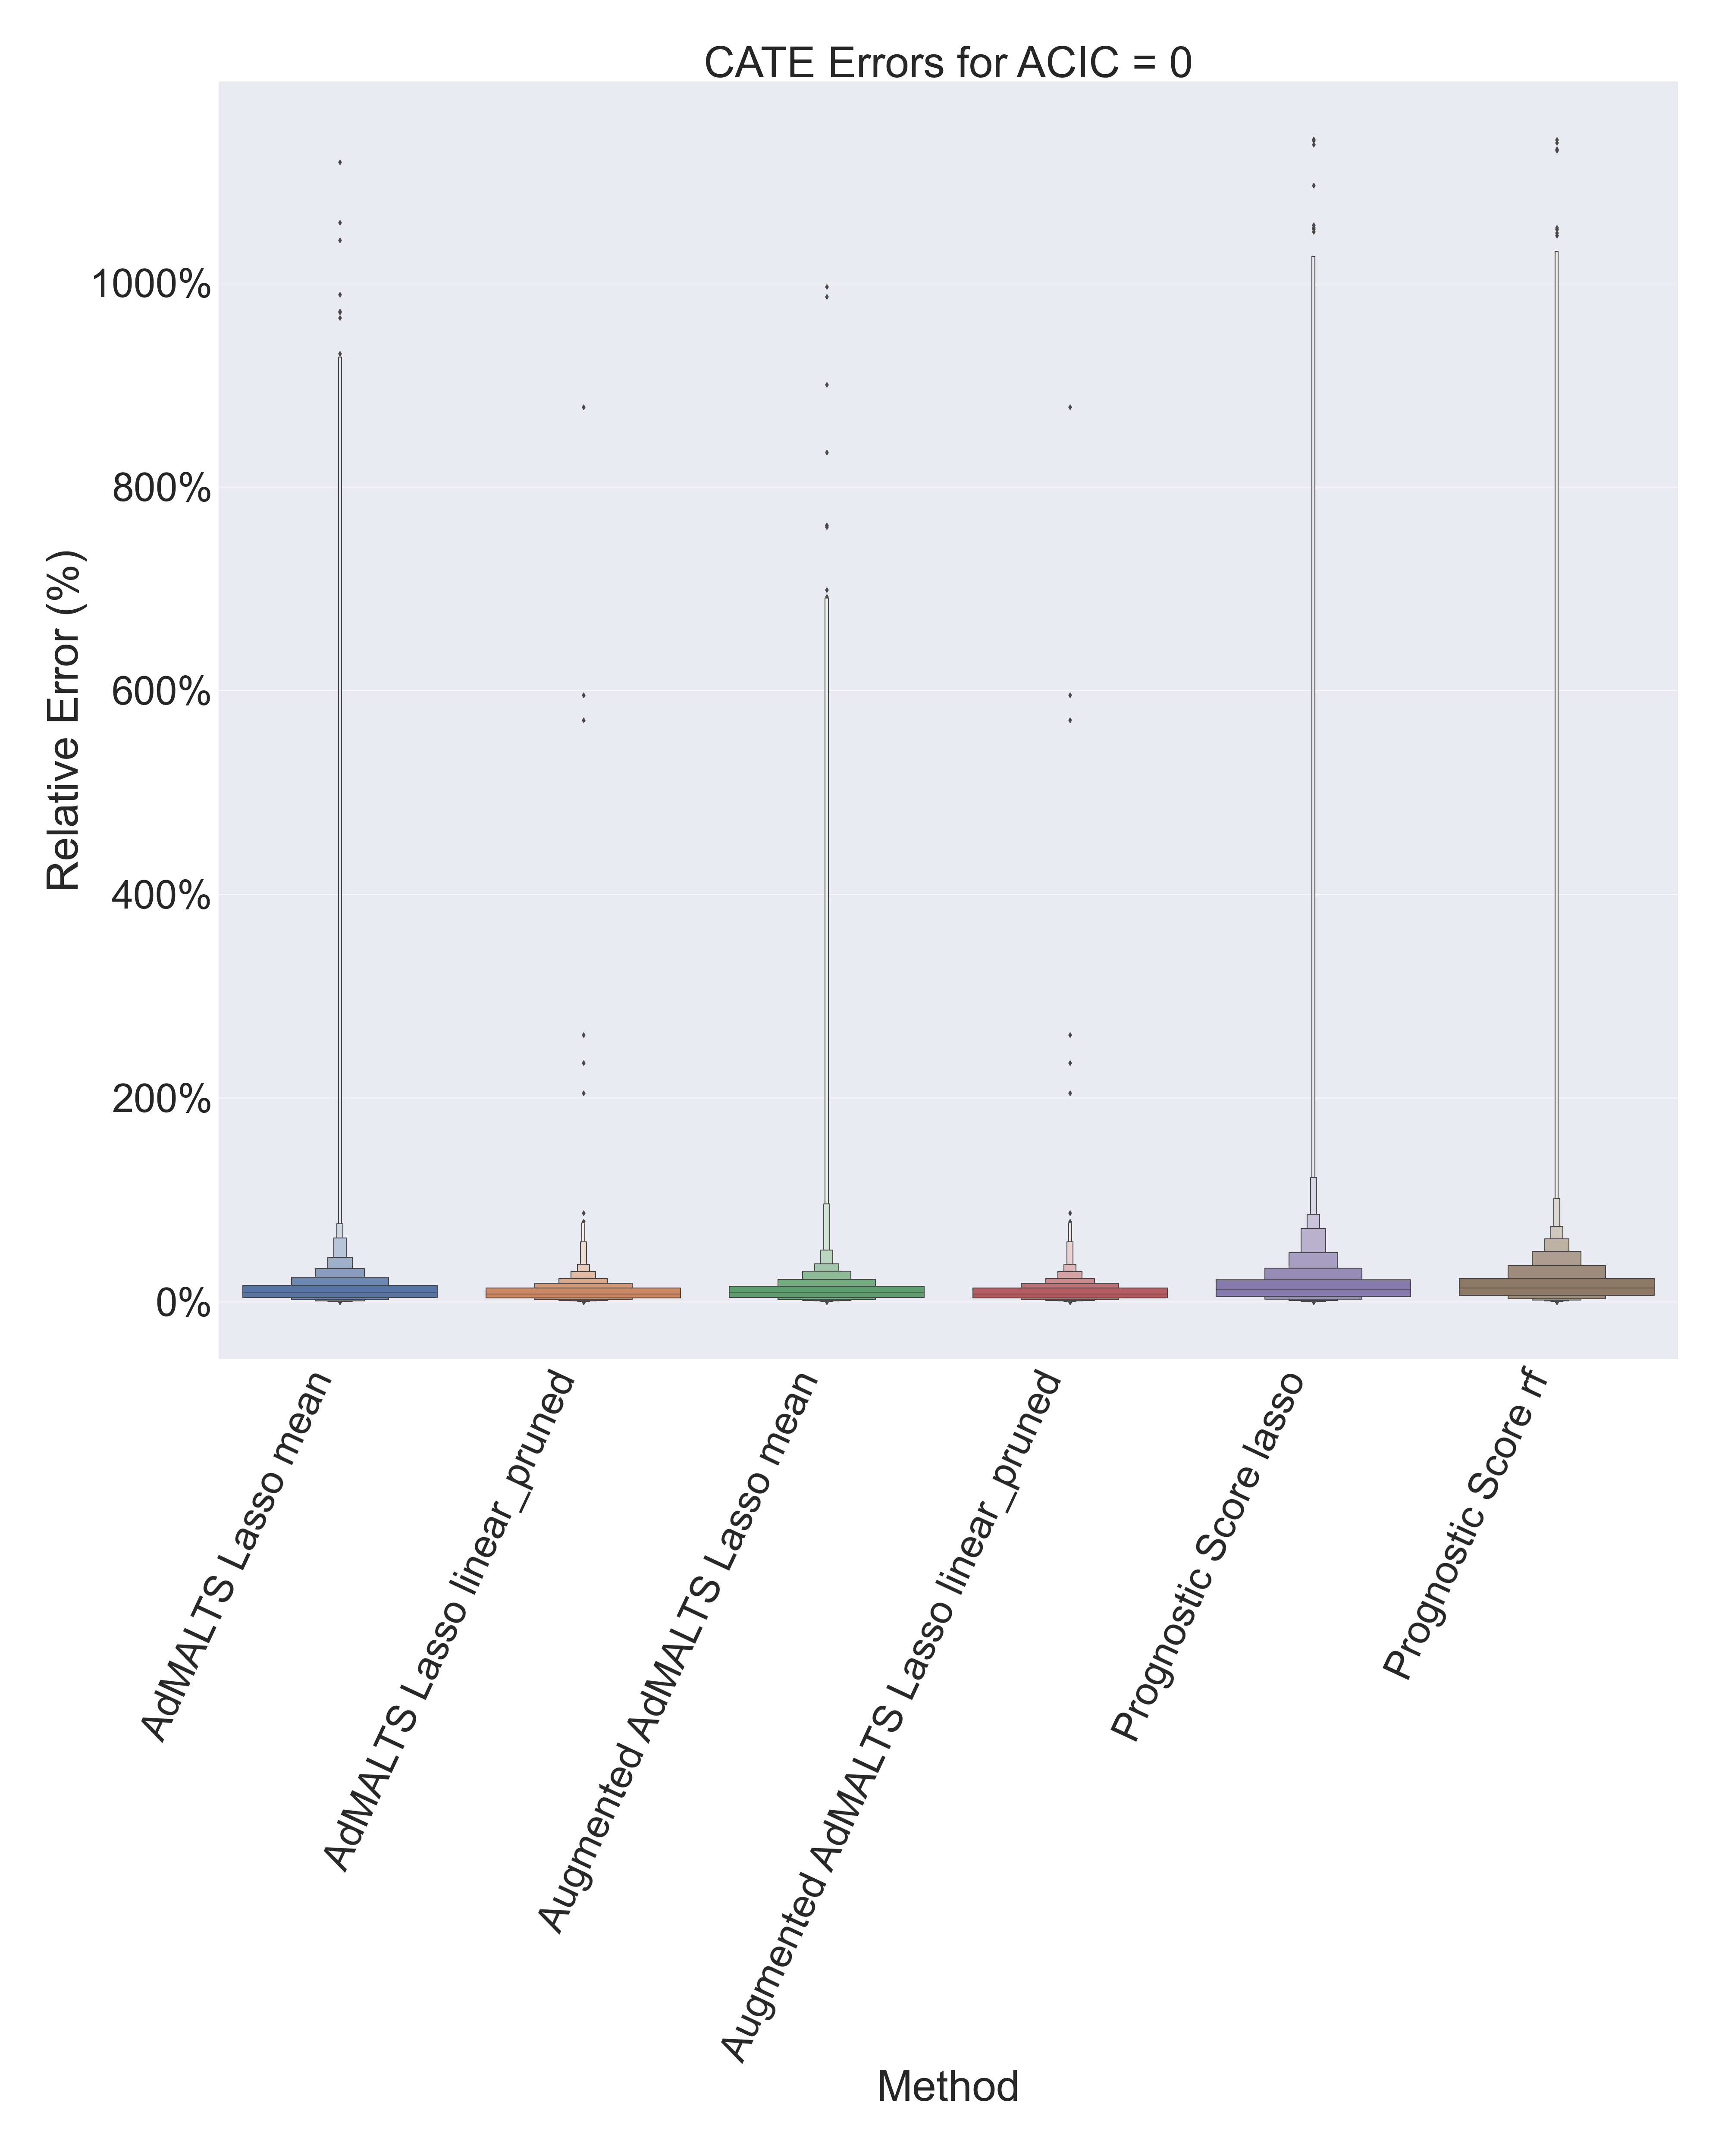 CATE Errors for ACIC = 0
Relative Error (%)
1000%
800%
600%
400%
200%
0%
AdMALTS Lasso mean
AdMALTS Lasso linear_pruned
Augmented AdMALTS Lasso mean
Augmented AdMALTS Lasso linear_pruned
Prognostic Score lasso
Prognostic Score rf
Method